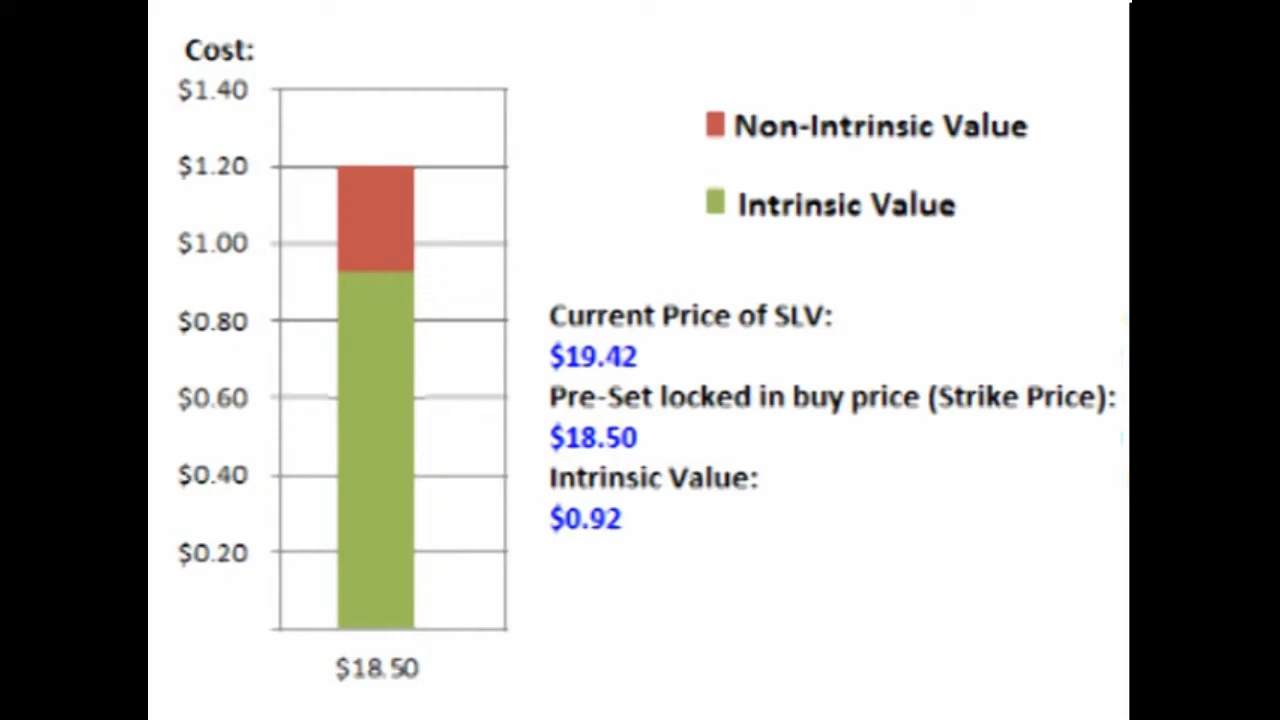 Cost:
$1.40
$1.20
$1.00
$0.80
$0.60
$0.40
$0.20
$18.50
Non-Intrinsic Value
Intrinsic Value
Current Price of SLV:
$19.42
Pre-Set locked in buy price (Strike Price):
$18.50
Intrinsic Value:
$0.92